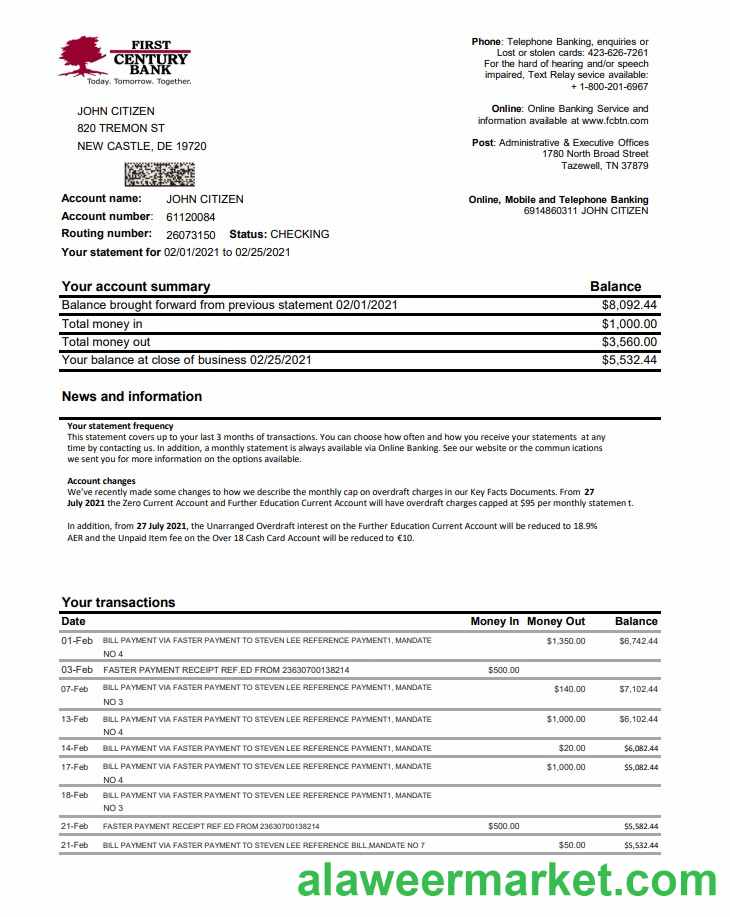 FIRST
CENTURY
BANK
Today. Tomorrow. Together.
Phone: Telephone Banking, enquiries or
Lost or stolen cards: 423-626-7261
For the hard of hearing and/or speech
impaired, Text Relay sevice available:
+ 1-800-201-6967
Online: Online Banking Service and
information available at www.fcbtn.com
Post: Administrative & Executive Offices
1780 North Broad Street
Tazewell, TN 37879
Online, Mobile and Telephone Banking
6914860311 JOHN CITIZEN
JOHN CITIZEN
820 TREMON ST
NEW CASTLE, DE 19720
Account name: JOHN CITIZEN
Account number: 61120084
Routing number: 26073150 Status: CHECKING
Your statement for 02/01/2021 to 02/25/2021
Your account summary Balance
Balance brought forward from previous statement 02/01/2021 $8,092.44
Total money in $1,000.00
Total money out $3,560.00
Your balance at close of business 02/25/2021 $5,532.44
News and information
Your statement frequency
This statement covers up to your last 3 months of transactions. You can choose how often and how you receive your statements at any
time by contacting us. In addition, a monthly statement is always available via Online Banking. See our website or the commun ications
we sent you for more information on the options available.
Account changes
We've recently made some changes to how we describe the monthly cap on overdraft charges in our Key Facts Documents. From 27
July 2021 the Zero Current Account and Further Education Current Account will have overdraft charges capped at $95 per monthly statemen t.
In addition, from 27 July 2021, the Unarranged Overdraft interest on the Further Education Current Account will be reduced to 18.9%
AER and the Unpaid Item fee on the Over 18 Cash Card Account will be reduced to €10.
Your transactions
Date Money In Money Out Balance
01-Feb BILL PAYMENT VIA FASTER PAYMENT TO STEVEN LEE REFERENCE PAYMENT1, MANDATE $1,350.00 $6,742.44
NO 4
03-Feb FASTER PAYMENT RECEIPT REF.ED FROM 23630700138214 $500.00
07-Feb BILL PAYMENT VIA FASTER PAYMENT TO STEVEN LEE REFERENCE PAYMENT1, MANDATE $140.00 $7,102.44
NO 3
13-Feb BILL PAYMENT VIA FASTER PAYMENT TO STEVEN LEE REFERENCE PAYMENT1, MANDATE $1,000.00 $6,102.44
NO 4
14-Feb BILL PAYMENT VIA FASTER PAYMENT TO STEVEN LEE REFERENCE PAYMENT1, MANDATE $20.00 $6,082.44
17-Feb BILL PAYMENT VIA FASTER PAYMENT TO STEVEN LEE REFERENCE PAYMENT1, MANDATE $1,000.00 $5,082.44
NO 4
18-Feb BILL PAYMENT VIA FASTER PAYMENT TO STEVEN LEE REFERENCE PAYMENT1, MANDATE
NO 3
21-Feb FASTER PAYMENT RECEIPT REF.ED FROM 23630700138214 $500.00 $5,582.44
21-Feb BILL PAYMENT VIA FASTER PAYMENT TO STEVEN LEE REFERENCE BILL,MANDATE NO 7 $50.00 $5,532.44
alaweermarket.com